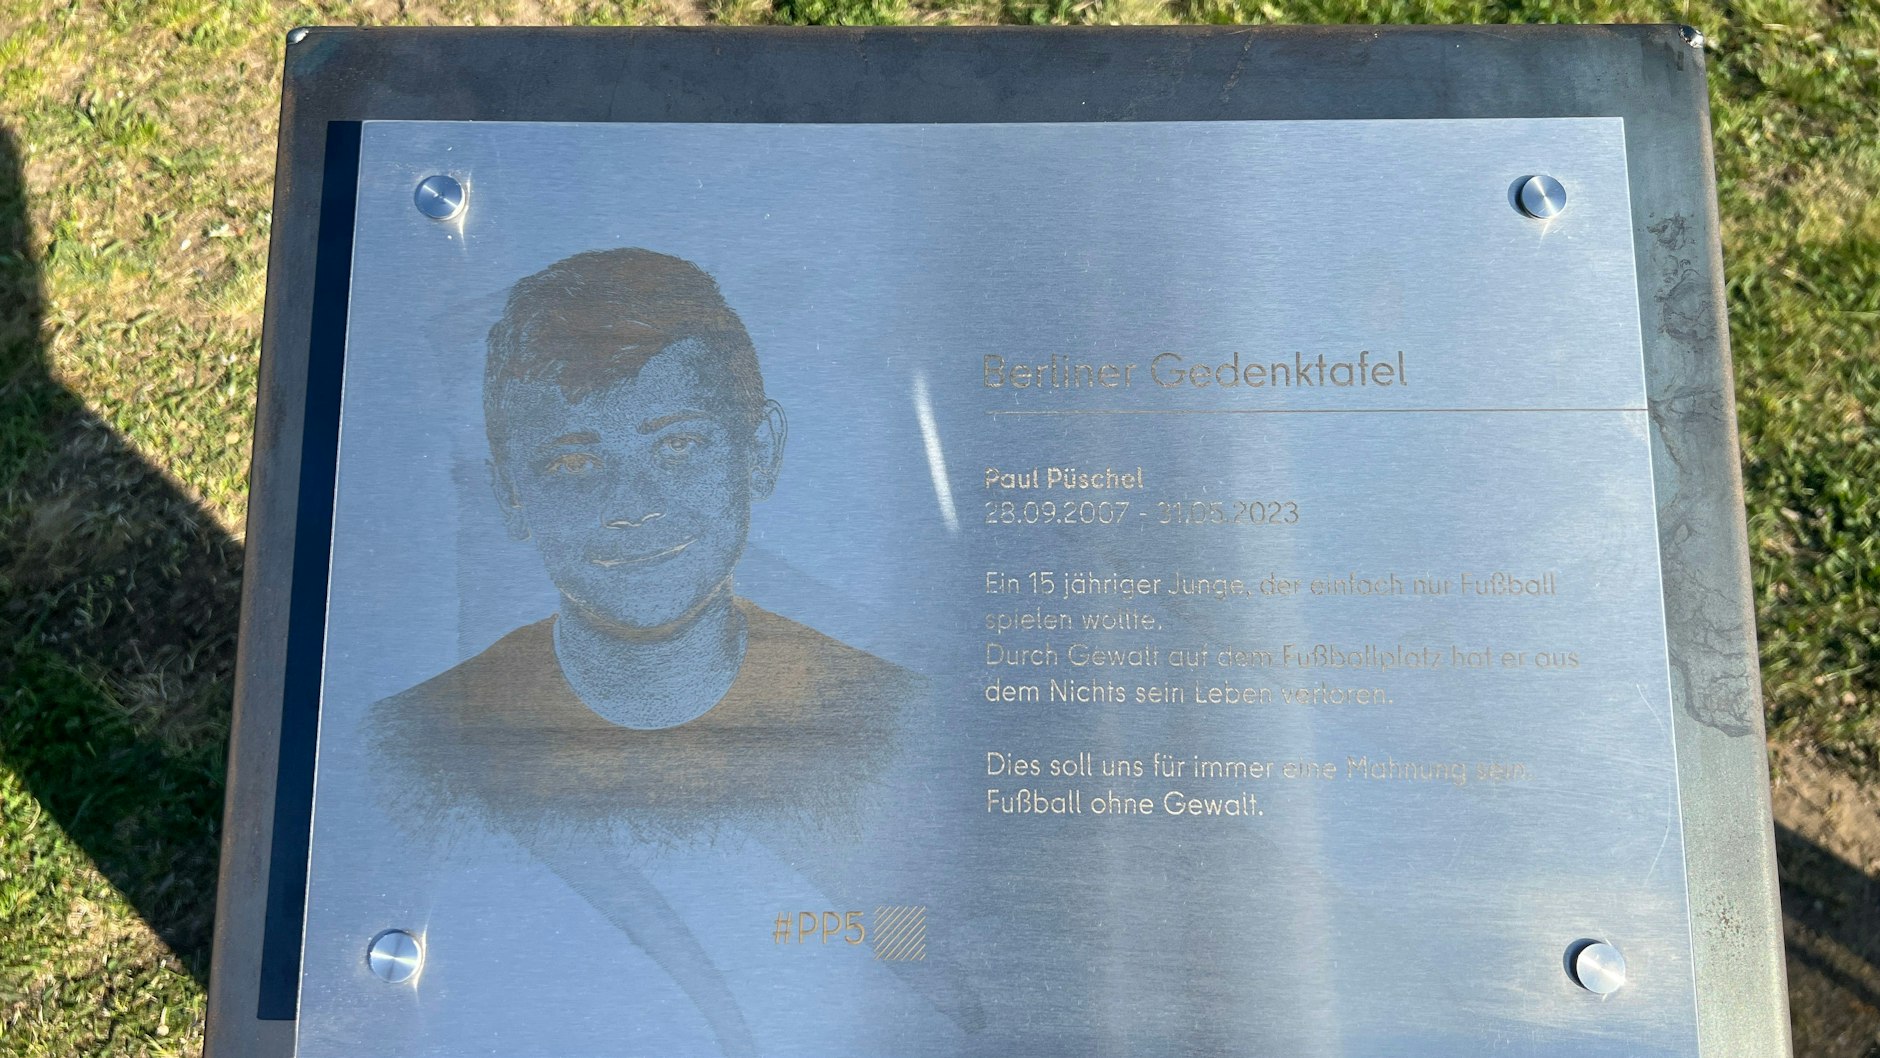 Berliner Gedenktafel
Paul Püschel
28.09.2007 - 31.05.2023
Ein 15 jähriger Junge, der einfach nur Fußball
spielen wollte.
Durch Gewalt auf dem Fußballplatz hat er aus
dem Nichts sein Leben verloren.
Dies soll uns für immer eine Mahnung sein.
Fußball ohne Gewalt.
#PP5